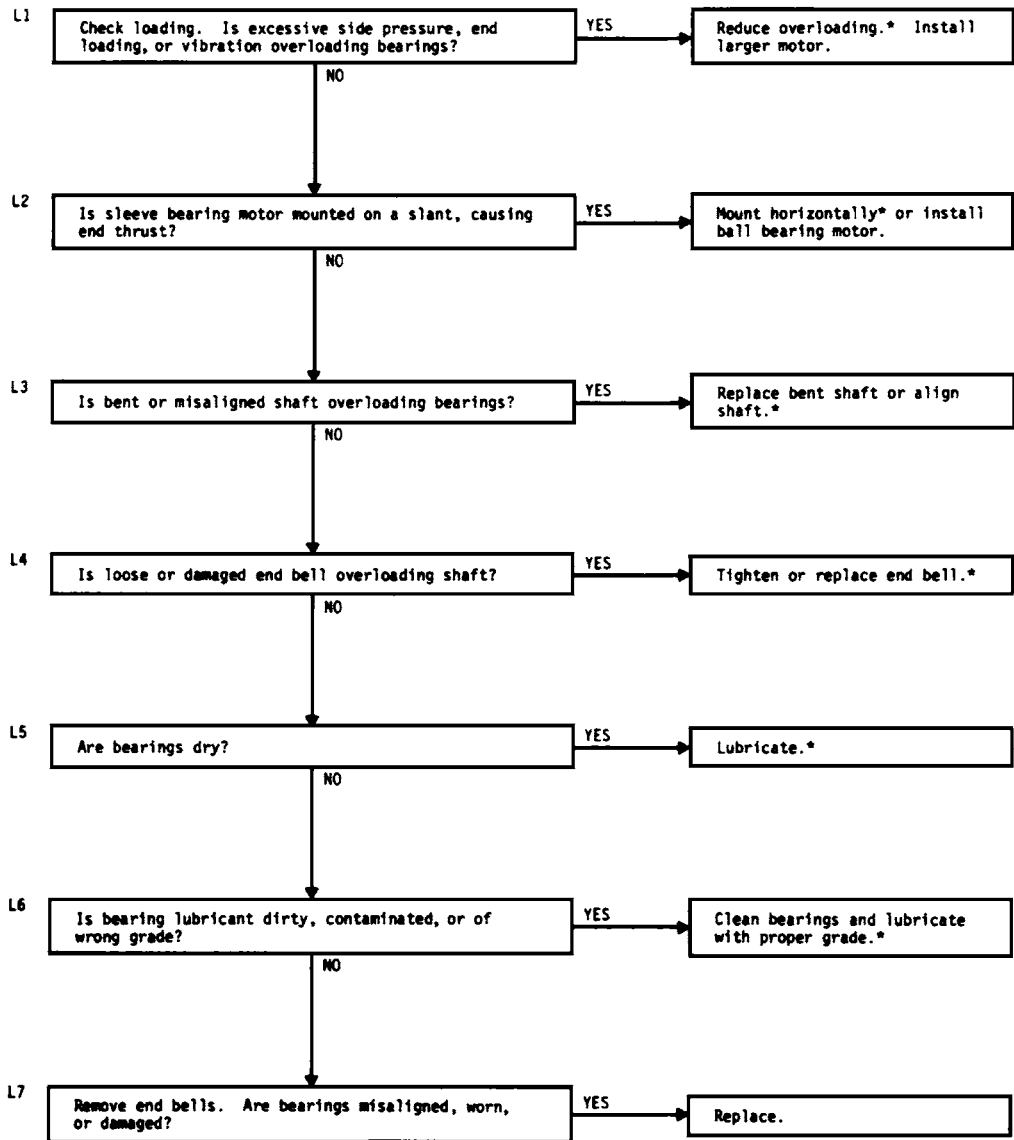 L1
Check loading. Is excessive side pressure, end
loading, or vibration overloading bearings?
YES
Reduce overloading.* Install
larger motor.
NO
L2
Is sleeve bearing motor mounted on a slant, causing
end thrust?
YES
Mount horizontally* or install
ball bearing motor.
NO
L3
Is bent or misaligned shaft overloading bearings?
YES
Replace bent shaft or align
shaft.*
NO
L4
Is loose or damaged end bell overloading shaft?
YES
Tighten or replace end bell.*
NO
L5
Are bearings dry?
YES
Lubricate.*
NO
L6
Is bearing lubricant dirty, contaminated, or of
wrong grade?
YES
Clean bearings and lubricate
with proper grade.*
NO
L7
Remove end bells. Are bearings misaligned, worn,
or damaged?
YES
Replace.